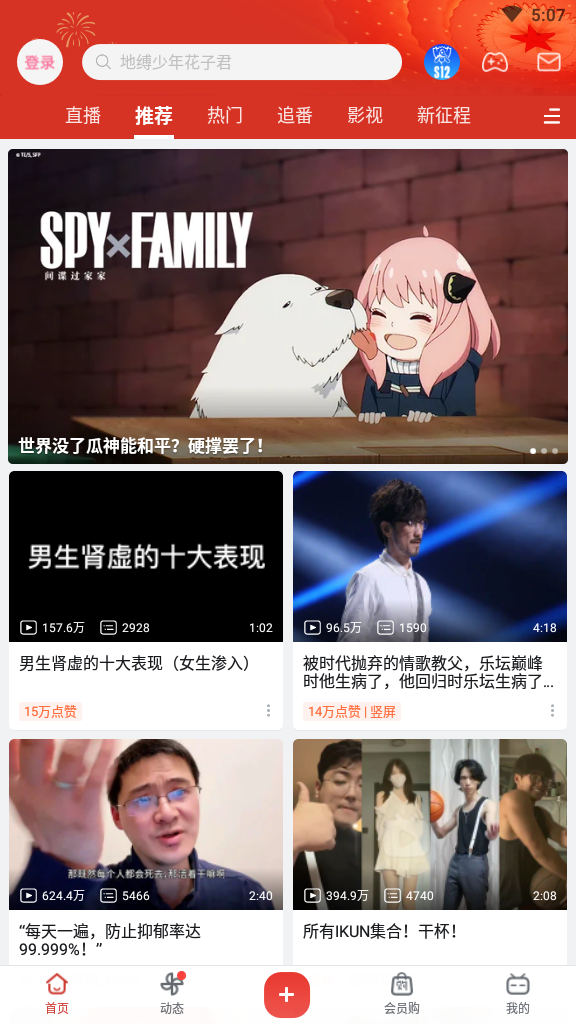 5:07
登录
地缚少年花子君
S12
直播
推荐
热门
追番
影视
新征程
© TE/S, SFP
SPY×FAMILY
间谍过家家
世界没了瓜神能和平？硬撑罢了！
男生肾虚的十大表现
157.6万
2928
1:02
96.5万
1590
4:18
男生肾虚的十大表现（女生渗入）
15万点赞
被时代抛弃的情歌教父，乐坛巅峰
时他生病了，他回归时乐坛生病了...
14万点赞 | 竖屏
那既然每个人都会死去,那活着干嘛啊
624.4万
5466
2:40
394.9万
4740
2:08
“每天一遍，防止抑郁率达
99.999%！”
所有IKUN集合！干杯！
首页
动态
会员购
我的